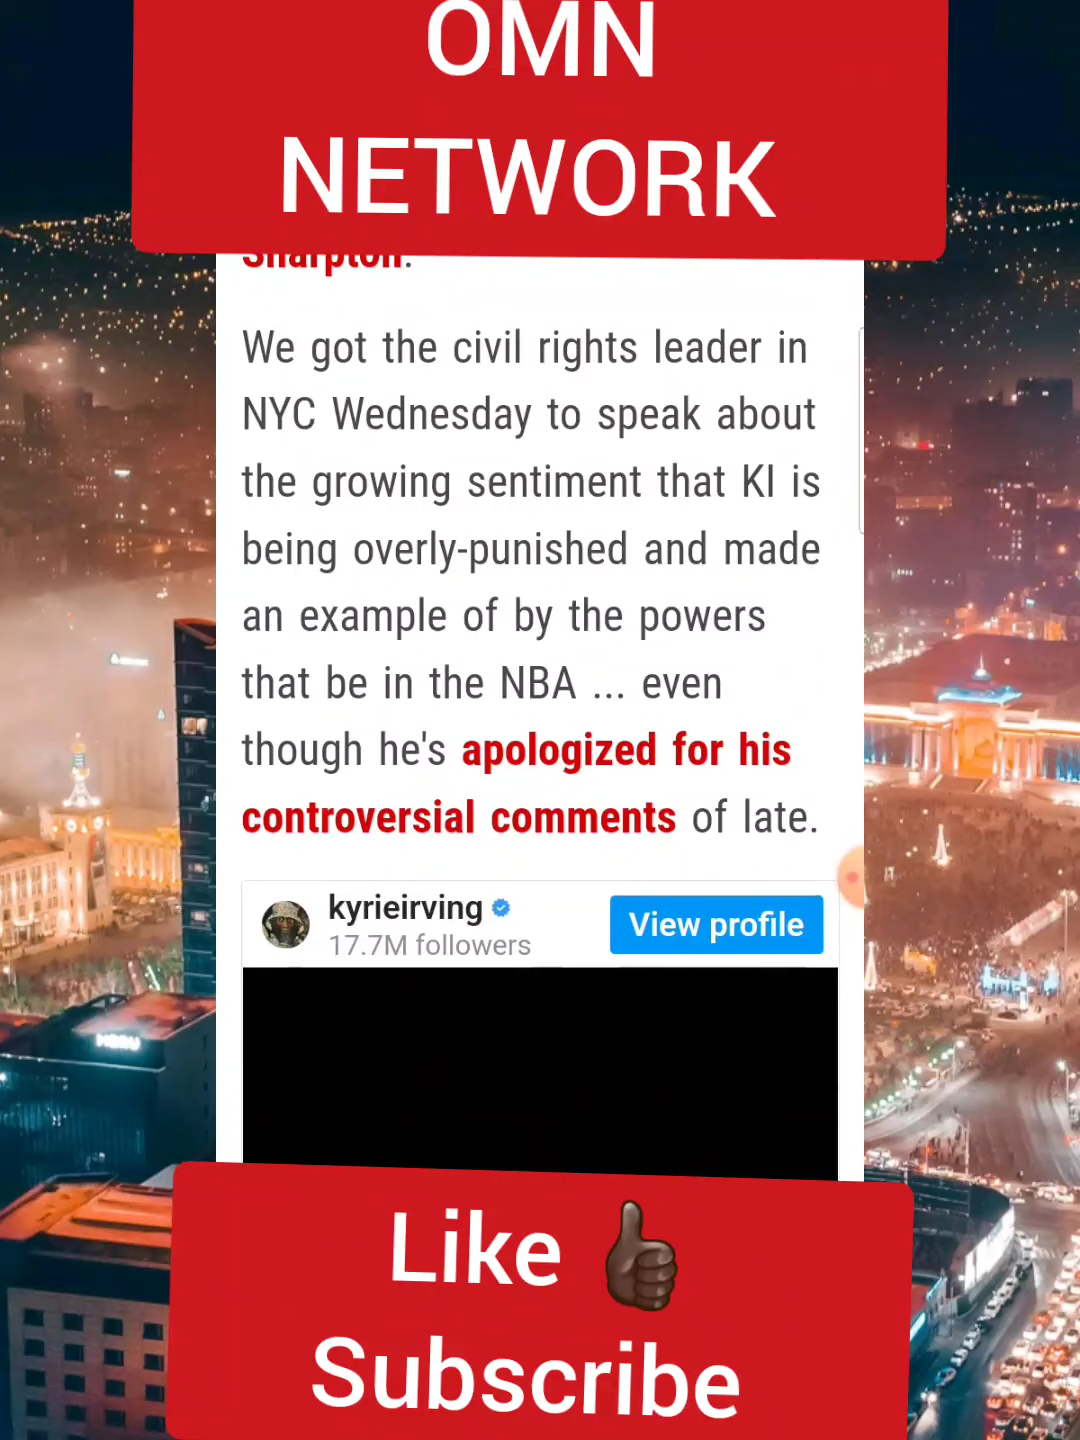 OMN
NETWORK
Sharpton.
We got the civil rights leader in
NYC Wednesday to speak about
the growing sentiment that KI is
being overly-punished and made
an example of by the powers
that be in the NBA ... even
though he's apologized for his
controversial comments of late.
kyrieirving
17.7M followers
View profile
Like 👍🏿
Subscribe